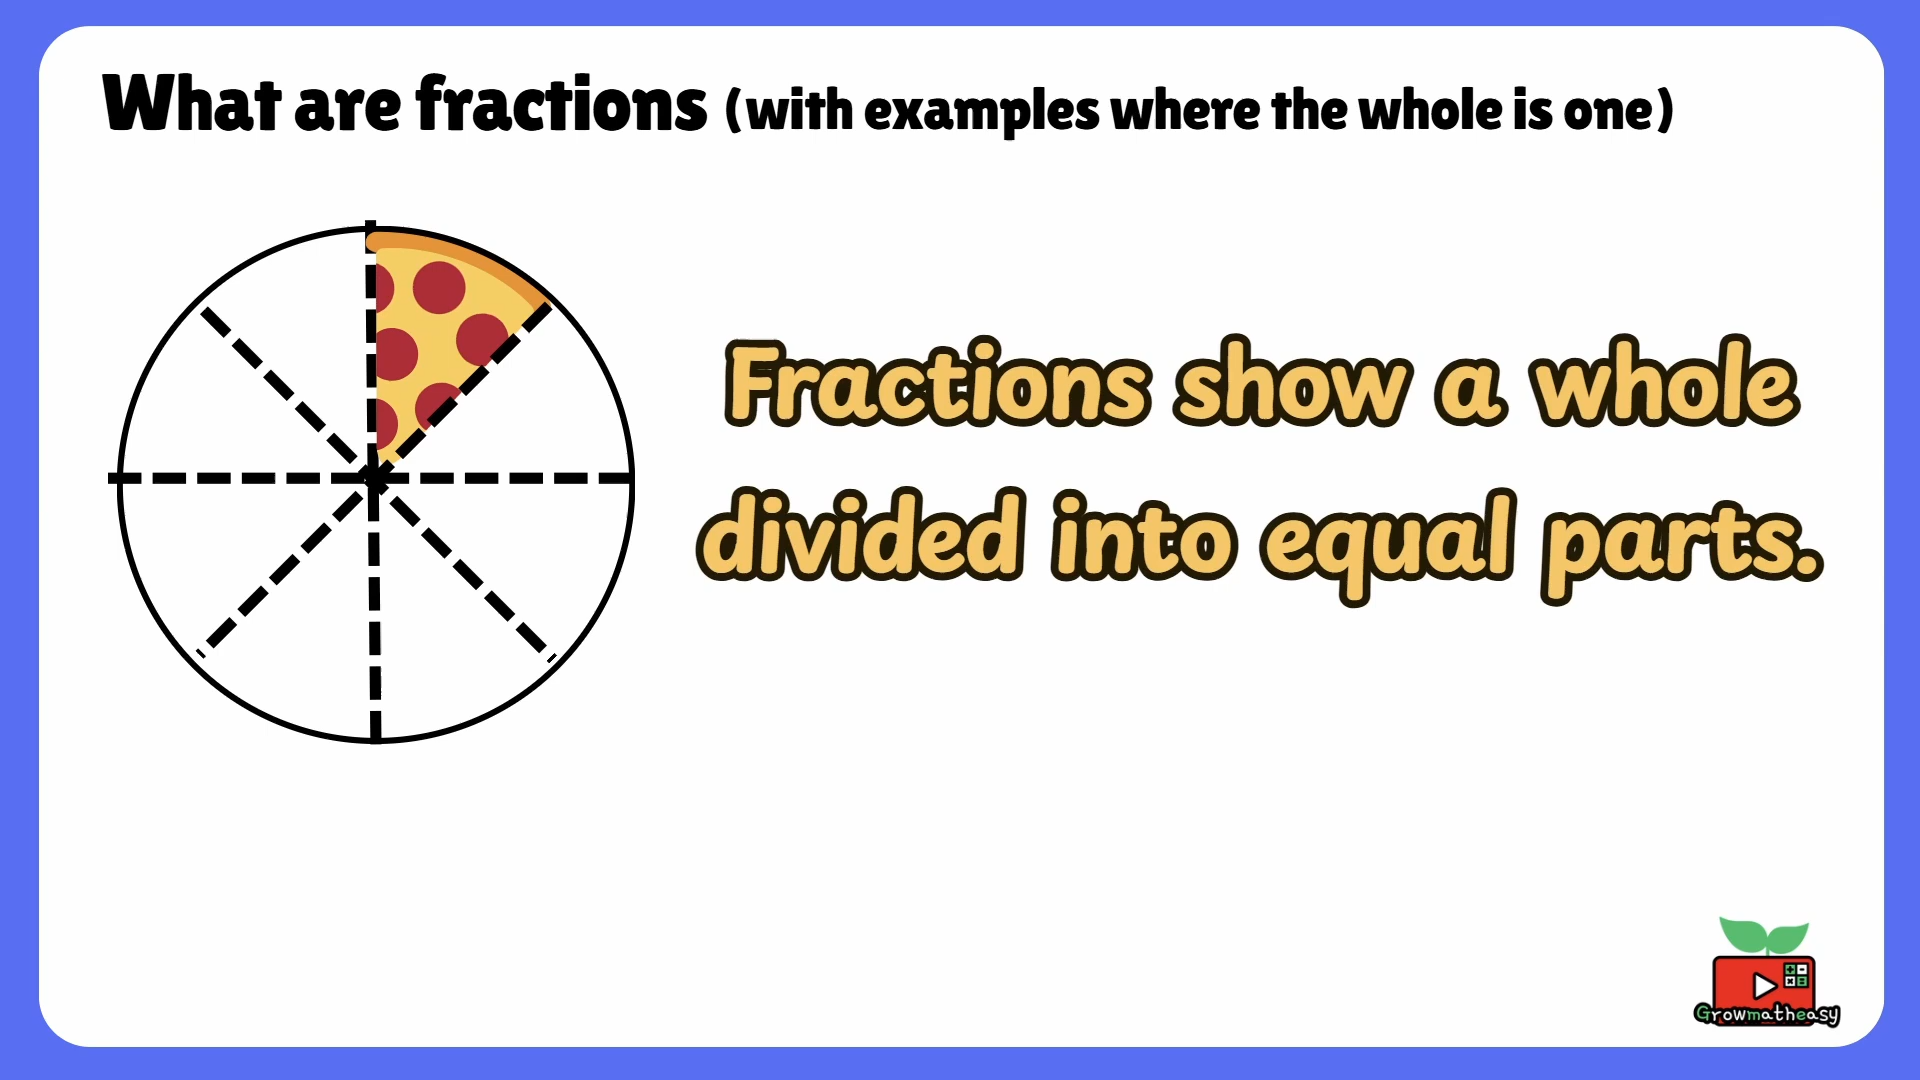 What are fractions (with examples where the whole is one)
Fractions show a whole
divided into equal parts.
Growmatheasy